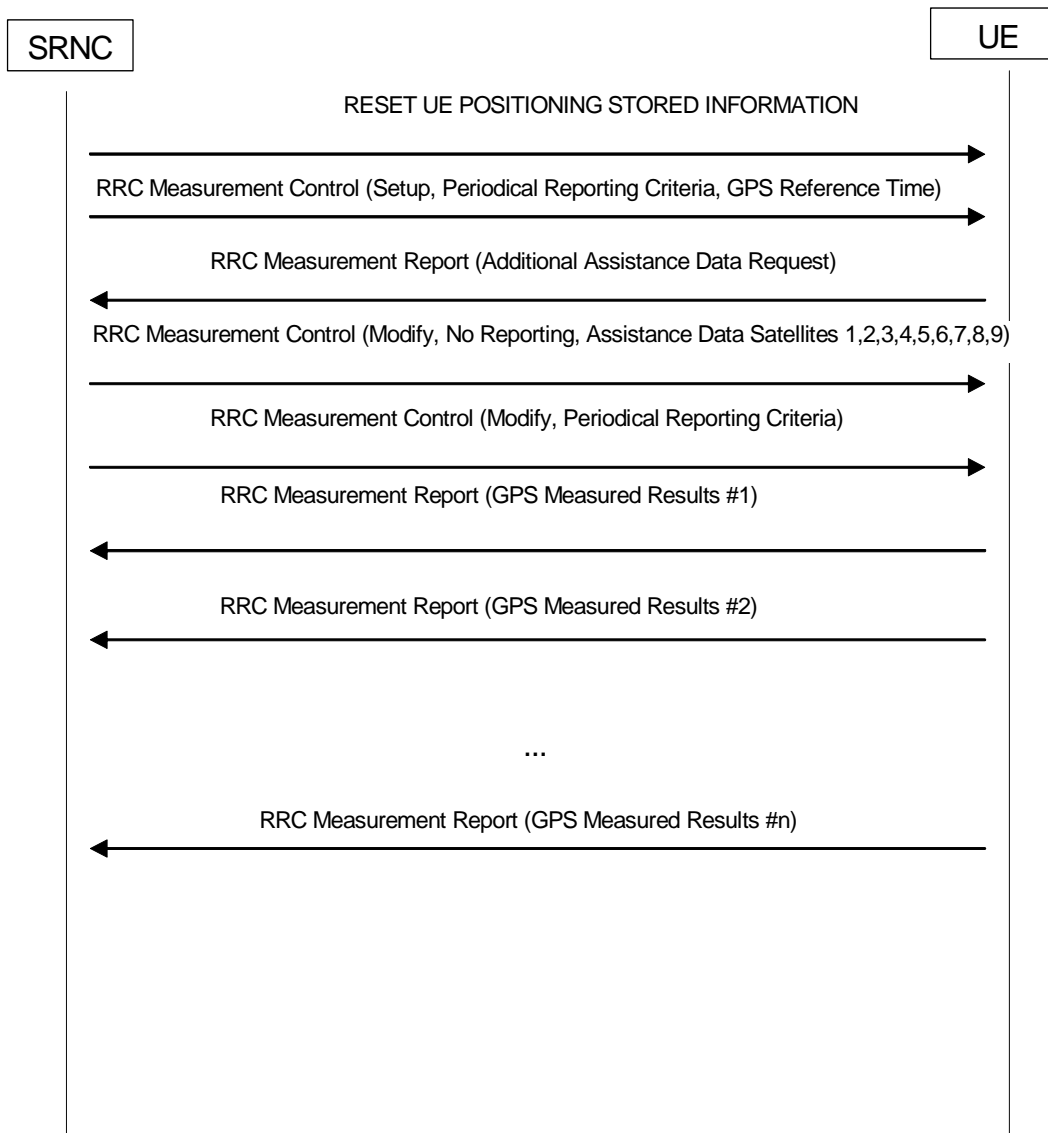 SRNC
UE
RESET UE POSITIONING STORED INFORMATION
RRC Measurement Control (Setup, Periodical Reporting Criteria, GPS Reference Time)
RRC Measurement Report (Additional Assistance Data Request)
RRC Measurement Control (Modify, No Reporting, Assistance Data Satellites 1,2,3,4,5,6,7,8,9)
RRC Measurement Control (Modify, Periodical Reporting Criteria)
RRC Measurement Report (GPS Measured Results #1)
RRC Measurement Report (GPS Measured Results #2)
...
RRC Measurement Report (GPS Measured Results #n)